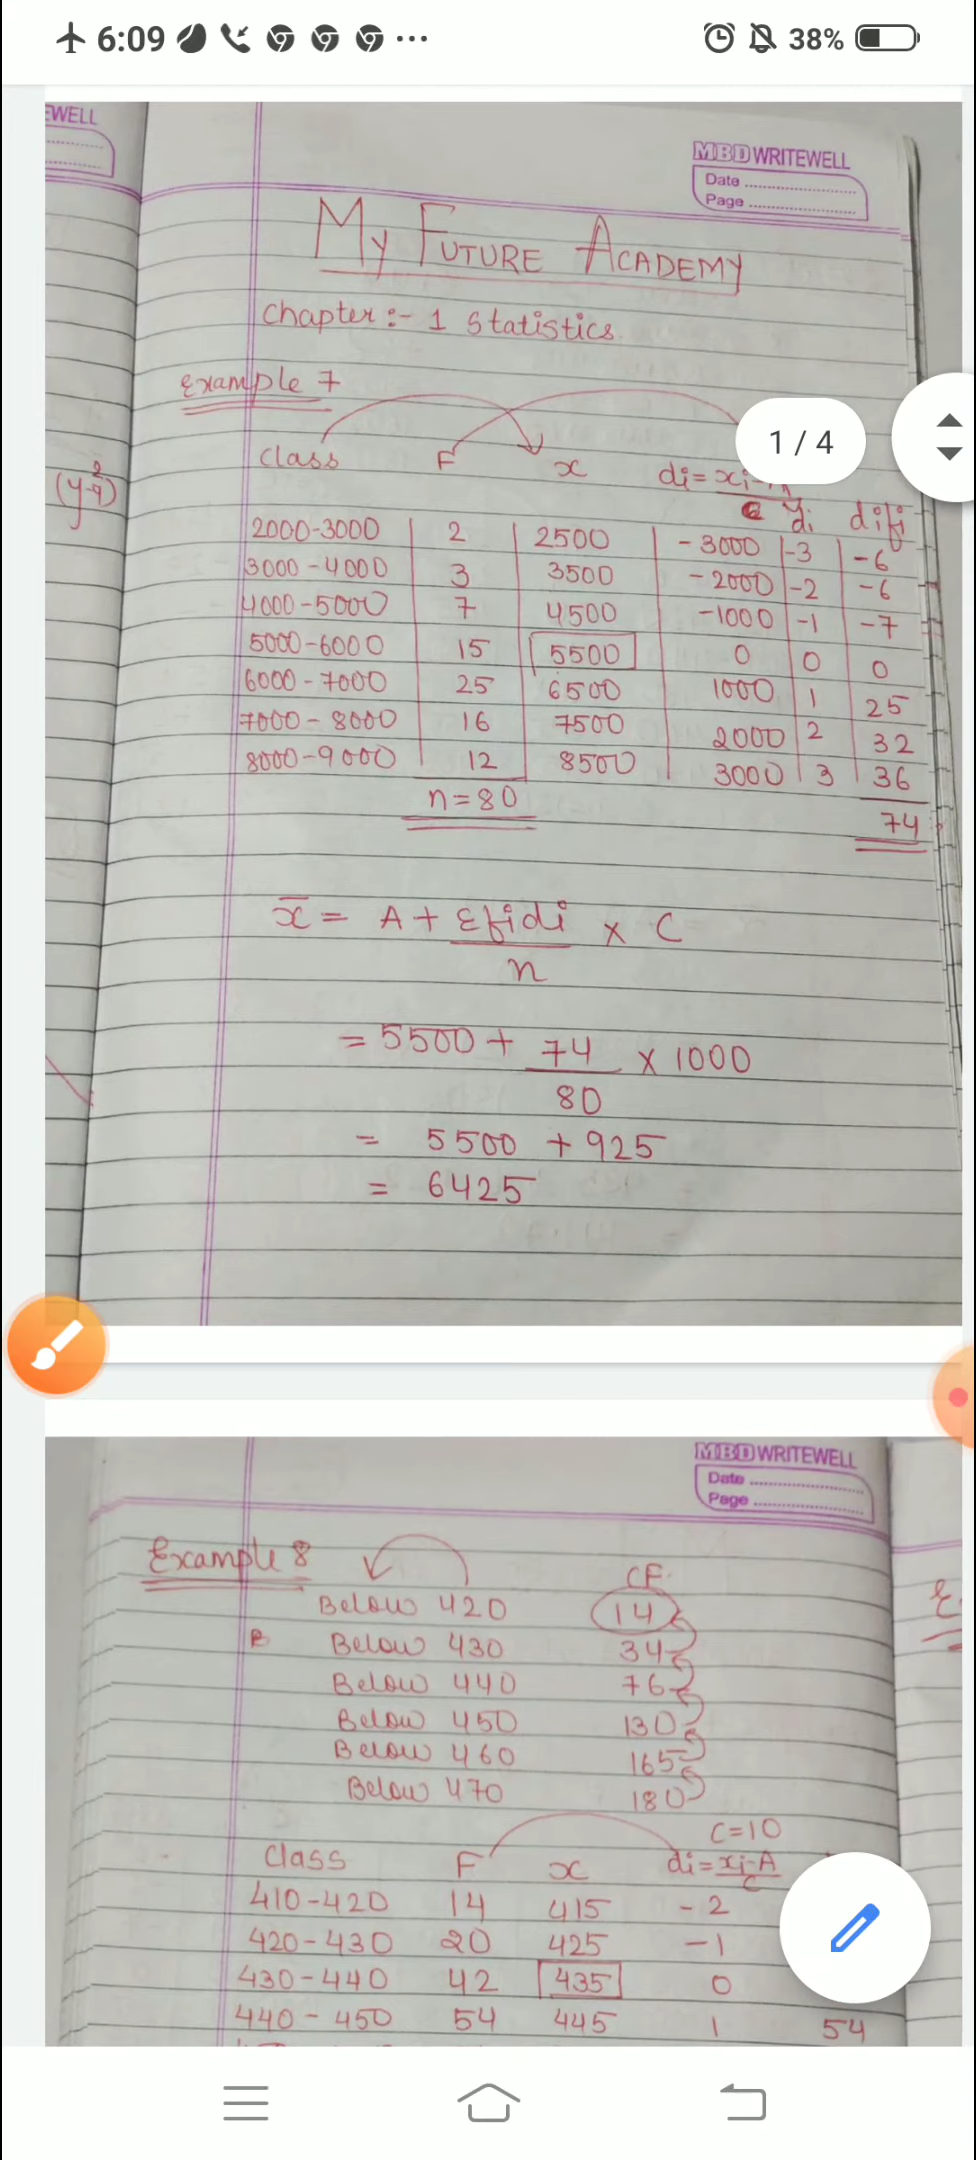 6:09 38%
EWELL
MBD WRITEWELL
Date
Page
My Future Academy
Chapter :- 1 Statistics.
Example 7
1 / 4
Class F x di = xi-A
c di difi
2000-3000 2 2500 -3000 -3 -6
3000-4000 3 3500 -2000 -2 -6
4000-5000 7 4500 -1000 -1 -7
5000-6000 15 5500 0 0 0
6000-7000 25 6500 1000 1 25
7000-8000 16 7500 2000 2 32
8000-9000 12 8500 3000 3 36
n=80 74
x̄ = A + Σfidi × C
n
= 5500 + 74 × 1000
80
= 5500 + 925
= 6425
MBD WRITEWELL
Date
Page
Example 8
CF
Below 420 14
Below 430 34
Below 440 76
Below 450 130
Below 460 165
Below 470 180
C=10
Class F x di = xi-A
c
410-420 14 415 -2
420-430 20 425 -1
430-440 42 435 0
440-450 54 445 1 54